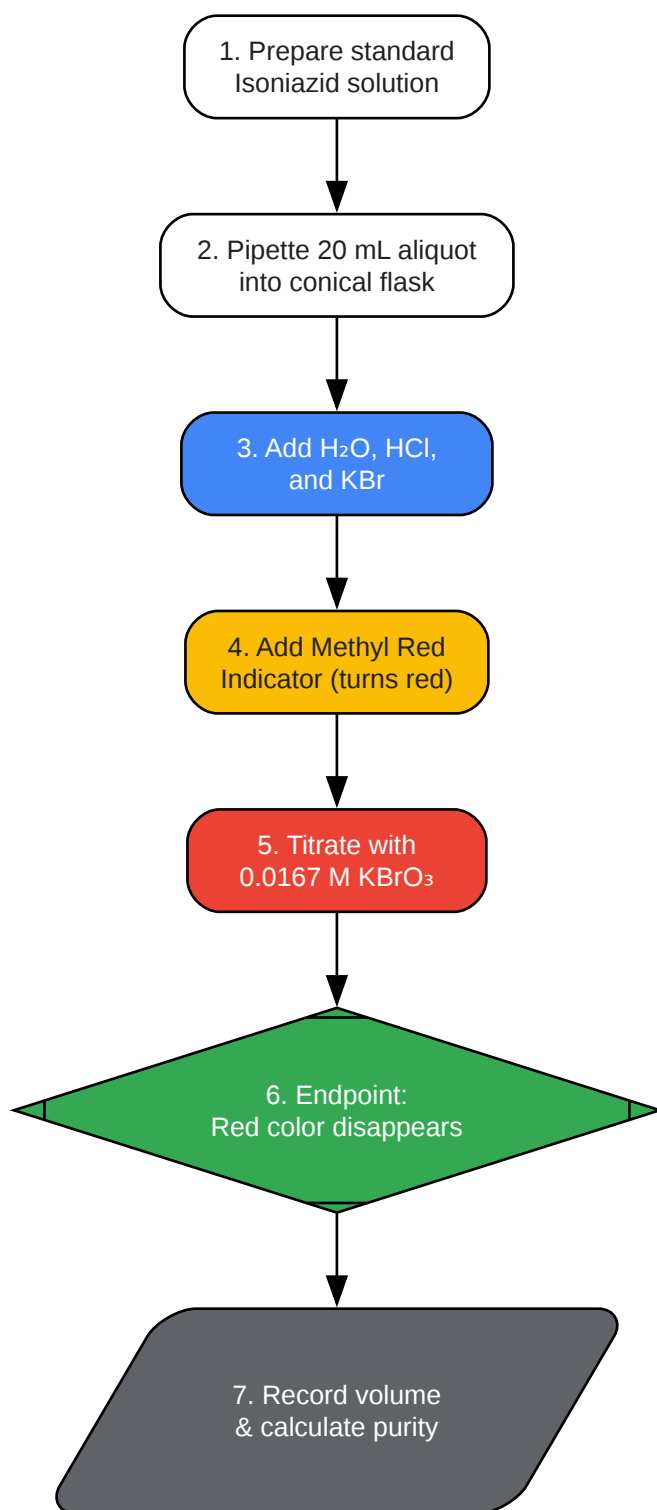 1. Prepare standard
Isoniazid solution
2. Pipette 20 mL aliquot
into conical flask
3. Add H₂O, HCl,
and KBr
4. Add Methyl Red
Indicator (turns red)
5. Titrate with
0.0167 M KBrO₃
6. Endpoint:
Red color disappears
7. Record volume
& calculate purity